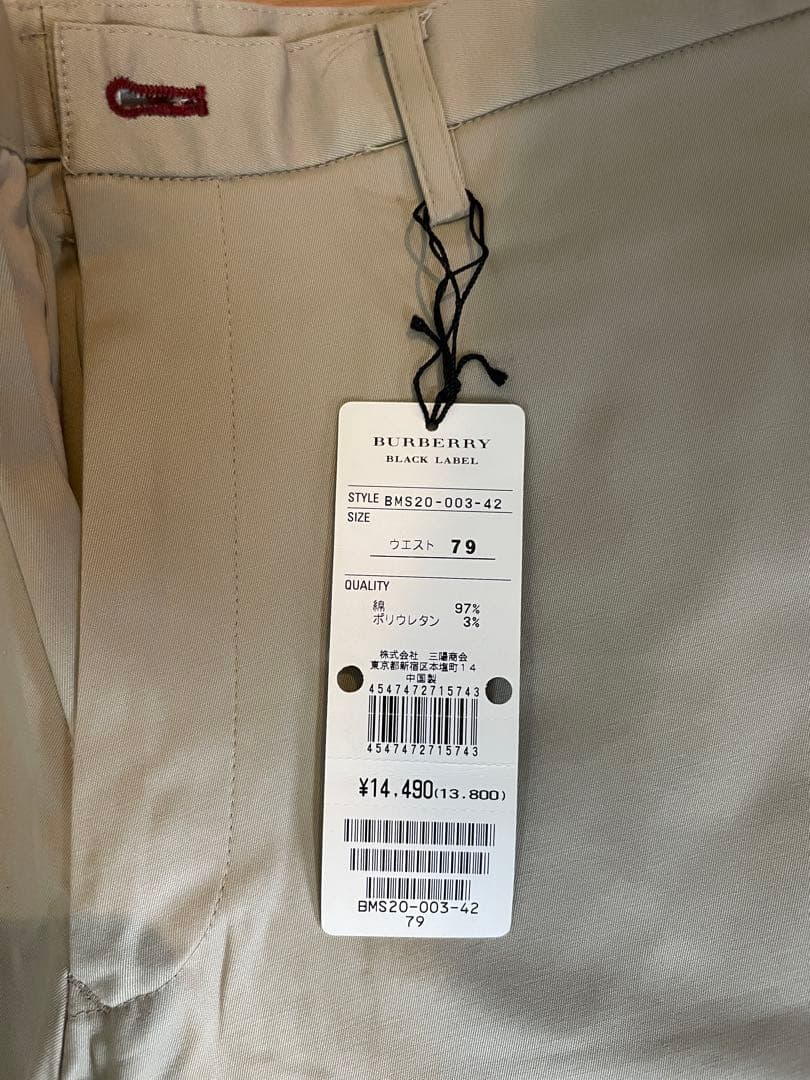 BURBERRY
BLACK LABEL
STYLE BMS20-003-42
SIZE
ウエスト 79
QUALITY
綿 97%
ポリウレタン 3%
株式会社 三陽商会
東京都新宿区本塩町14
中国製
4547472715743
4547472715743
¥14,490(13.800)
BMS20-003-42
79